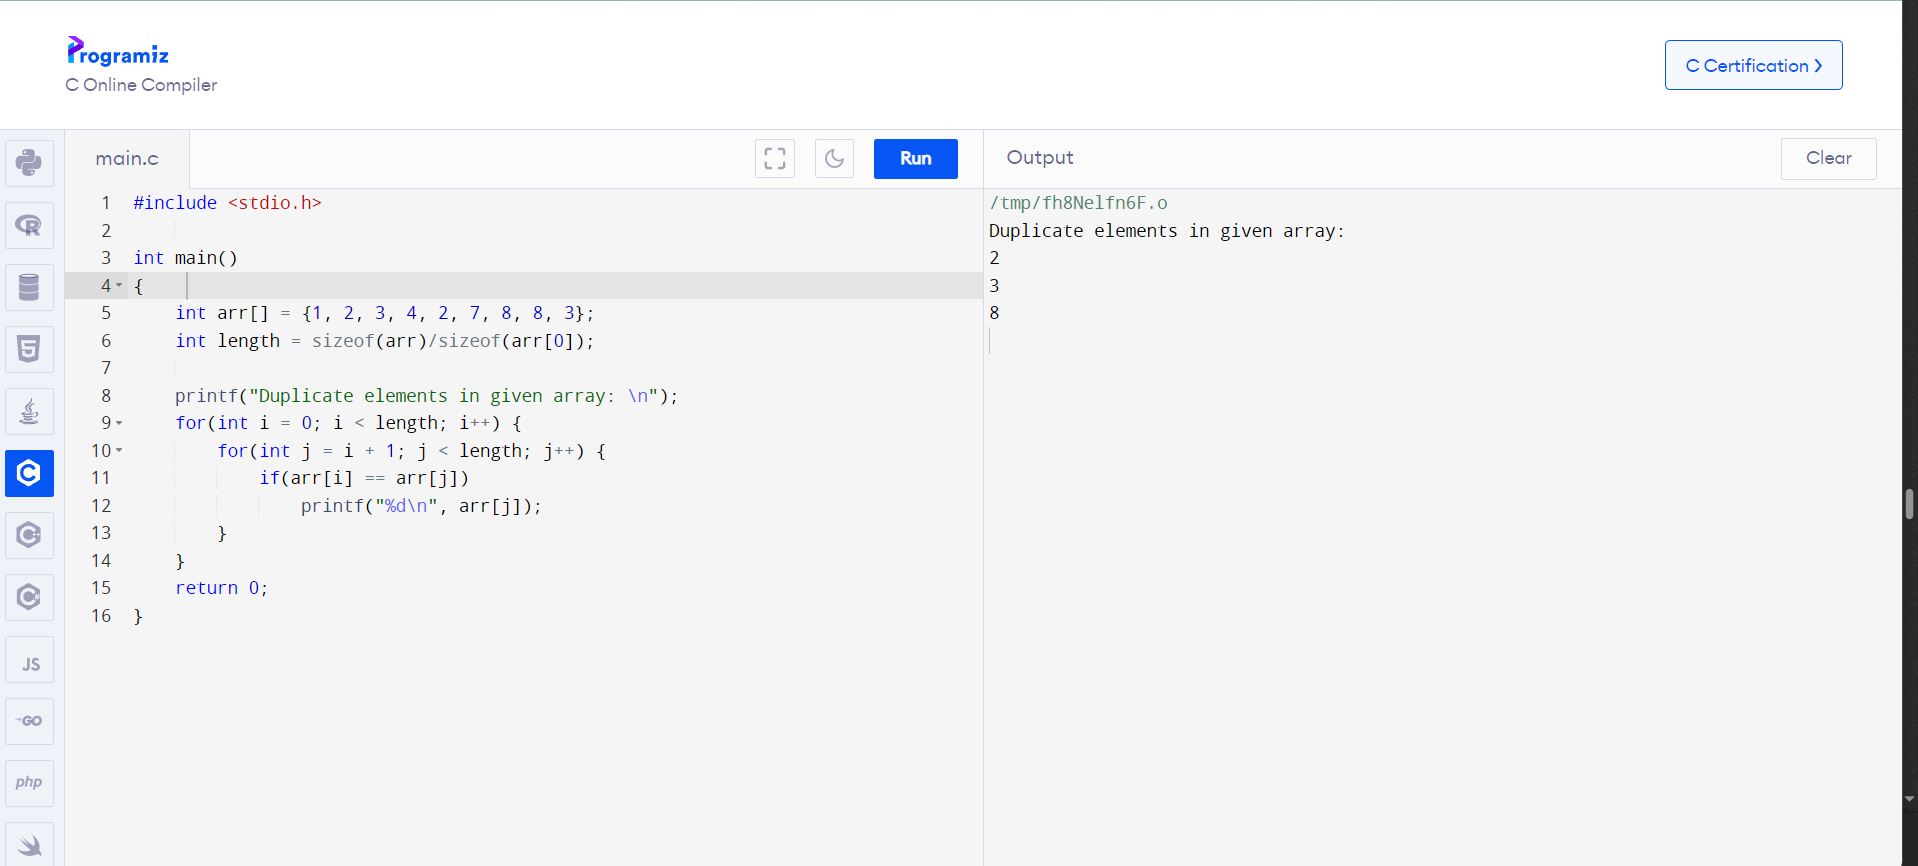 Programiz
C Online Compiler
C Certification >
main.c
Run
Output
Clear
1 #include <stdio.h>
2
3 int main()
4 {
5     int arr[] = {1, 2, 3, 4, 2, 7, 8, 8, 3};
6     int length = sizeof(arr)/sizeof(arr[0]);
7
8     printf("Duplicate elements in given array: \n");
9     for(int i = 0; i < length; i++) {
10         for(int j = i + 1; j < length; j++) {
11             if(arr[i] == arr[j])
12                 printf("%d\n", arr[j]);
13         }
14     }
15     return 0;
16 }
/tmp/fh8Nelfn6F.o
Duplicate elements in given array:
2
3
8
R
5
C
C
C
JS
GO
php